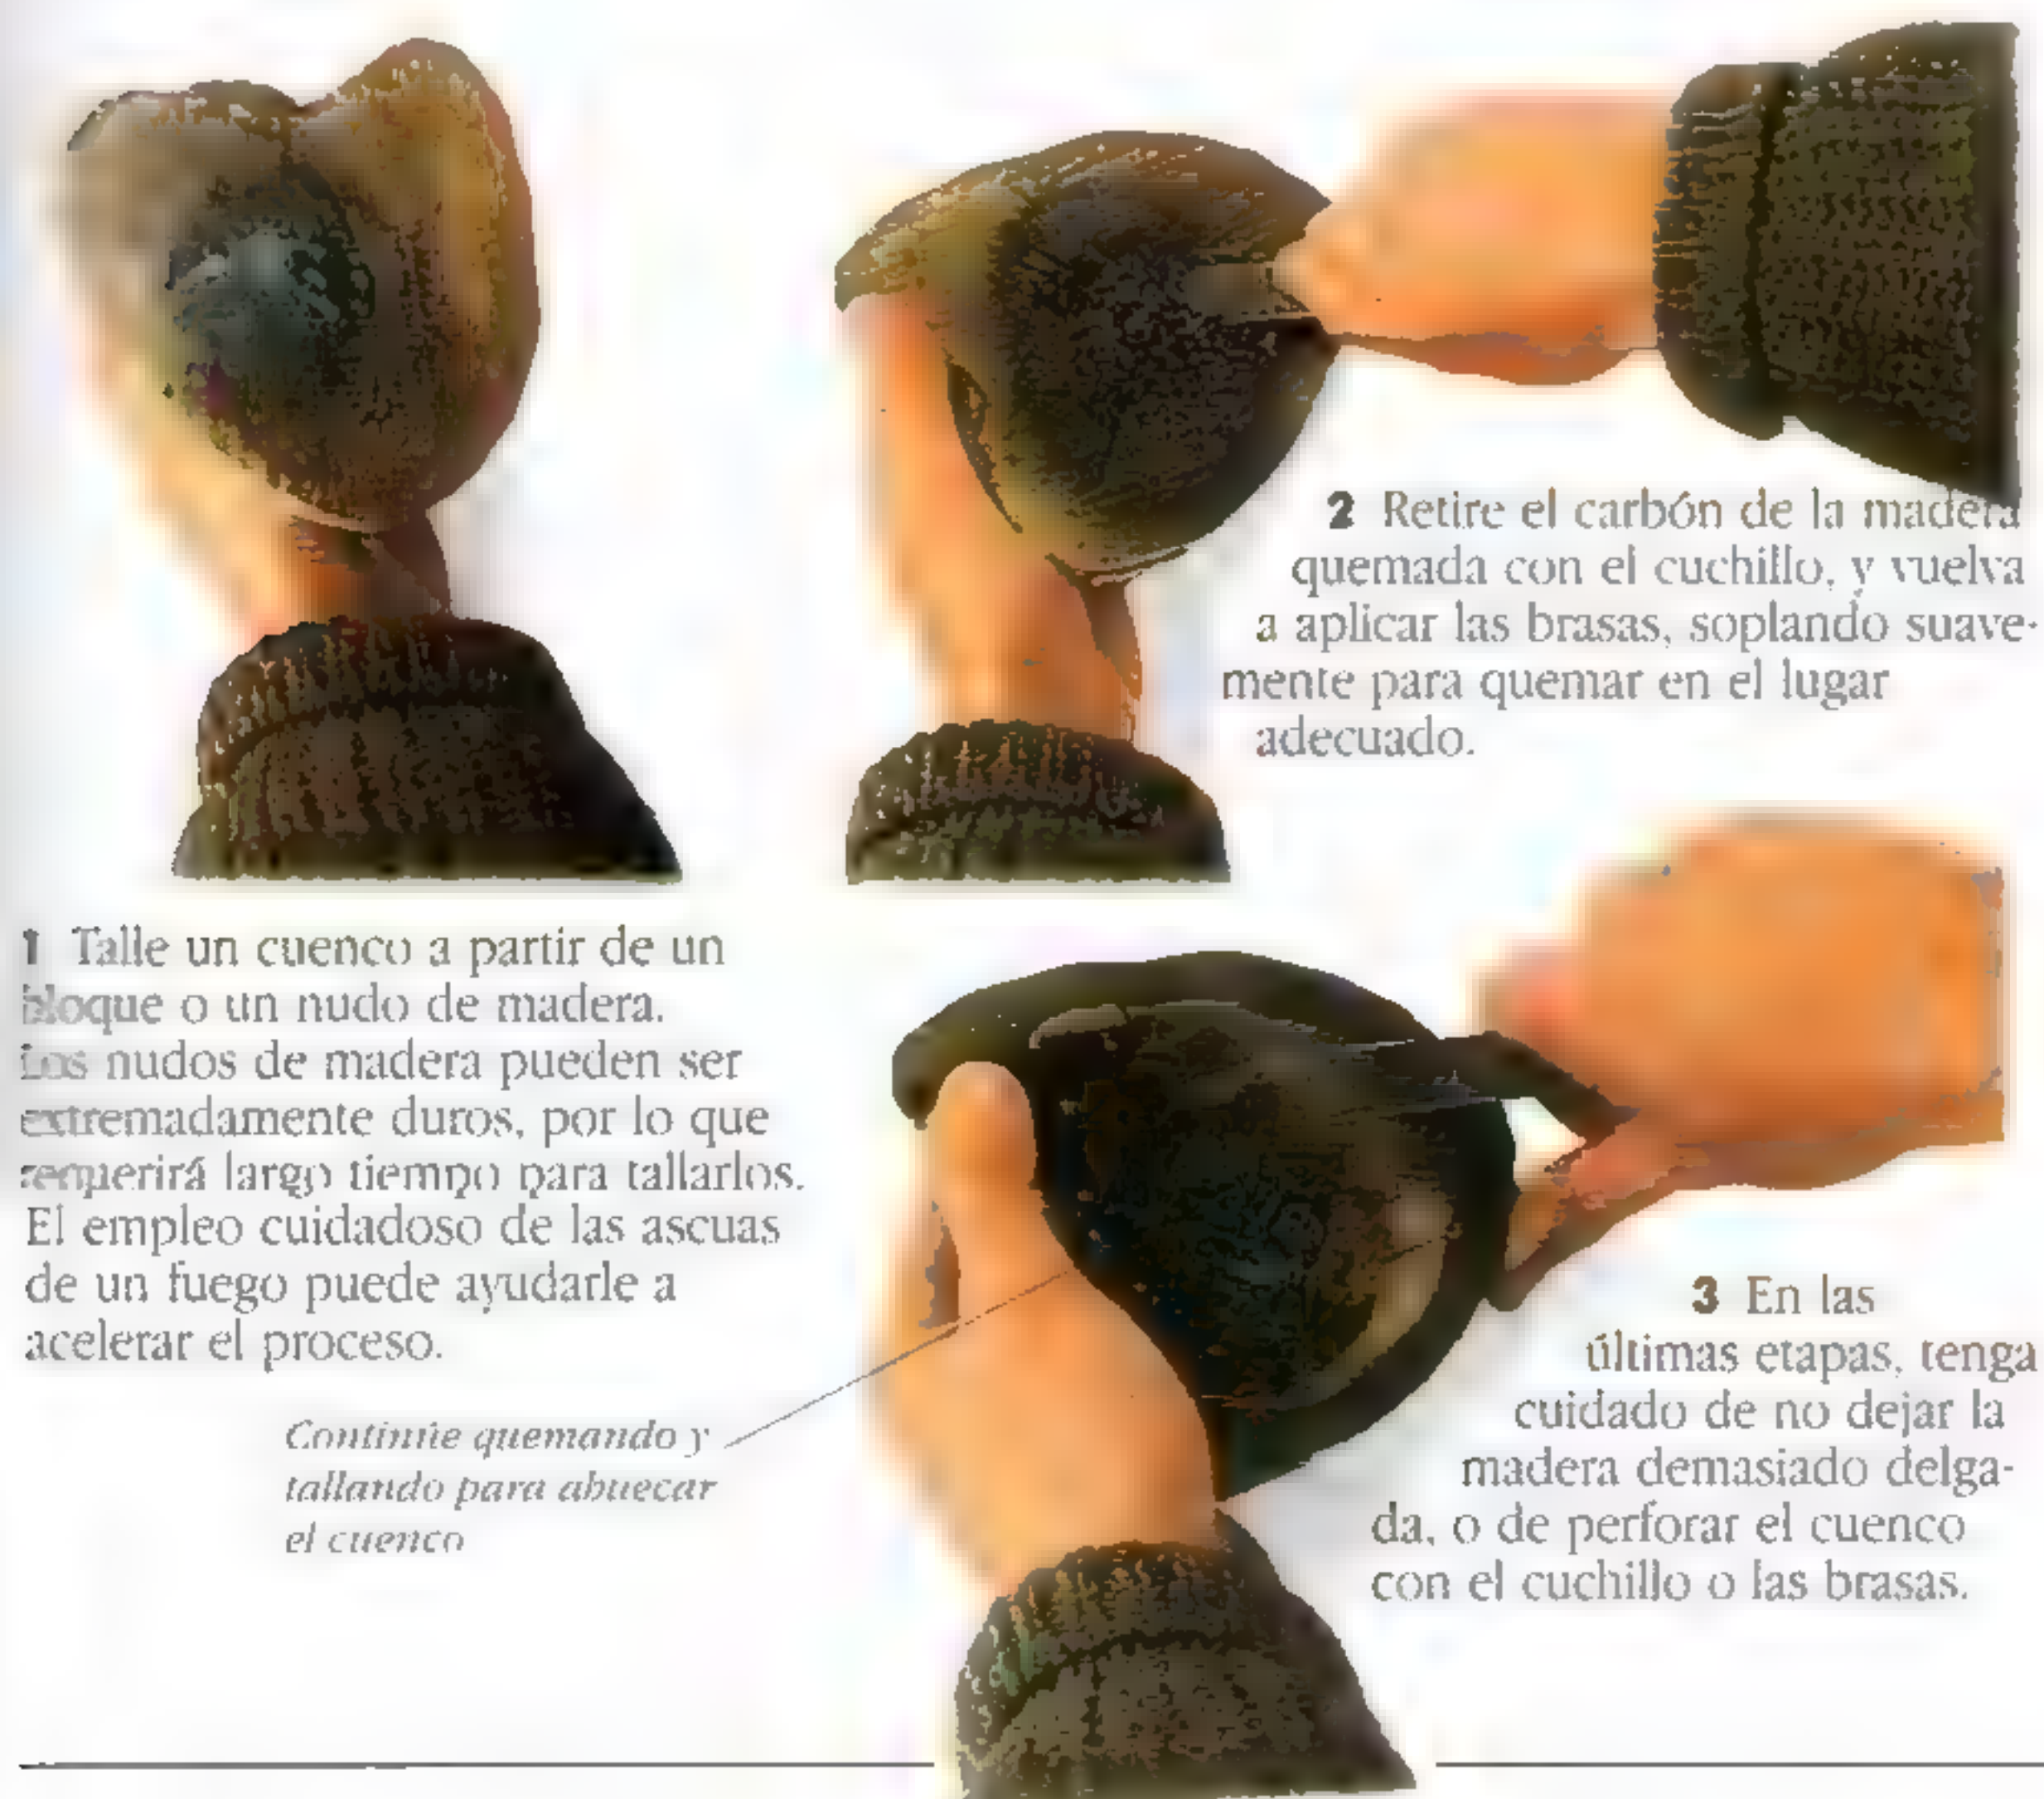 1 Talle un cuenco a partir de un
bloque o un nudo de madera.
Los nudos de madera pueden ser
extremadamente duros, por lo que
requerirá largo tiempo para tallarlos.
El empleo cuidadoso de las ascuas
de un fuego puede ayudarle a
acelerar el proceso.
2 Retire el carbón de la madera
quemada con el cuchillo, y vuelva
a aplicar las brasas, soplando suave-
mente para quemar en el lugar
adecuado.
Continúe quemando y
tallando para ahuecar
el cuenco
3 En las
últimas etapas, tenga
cuidado de no dejar la
madera demasiado delga-
da, o de perforar el cuenco
con el cuchillo o las brasas.